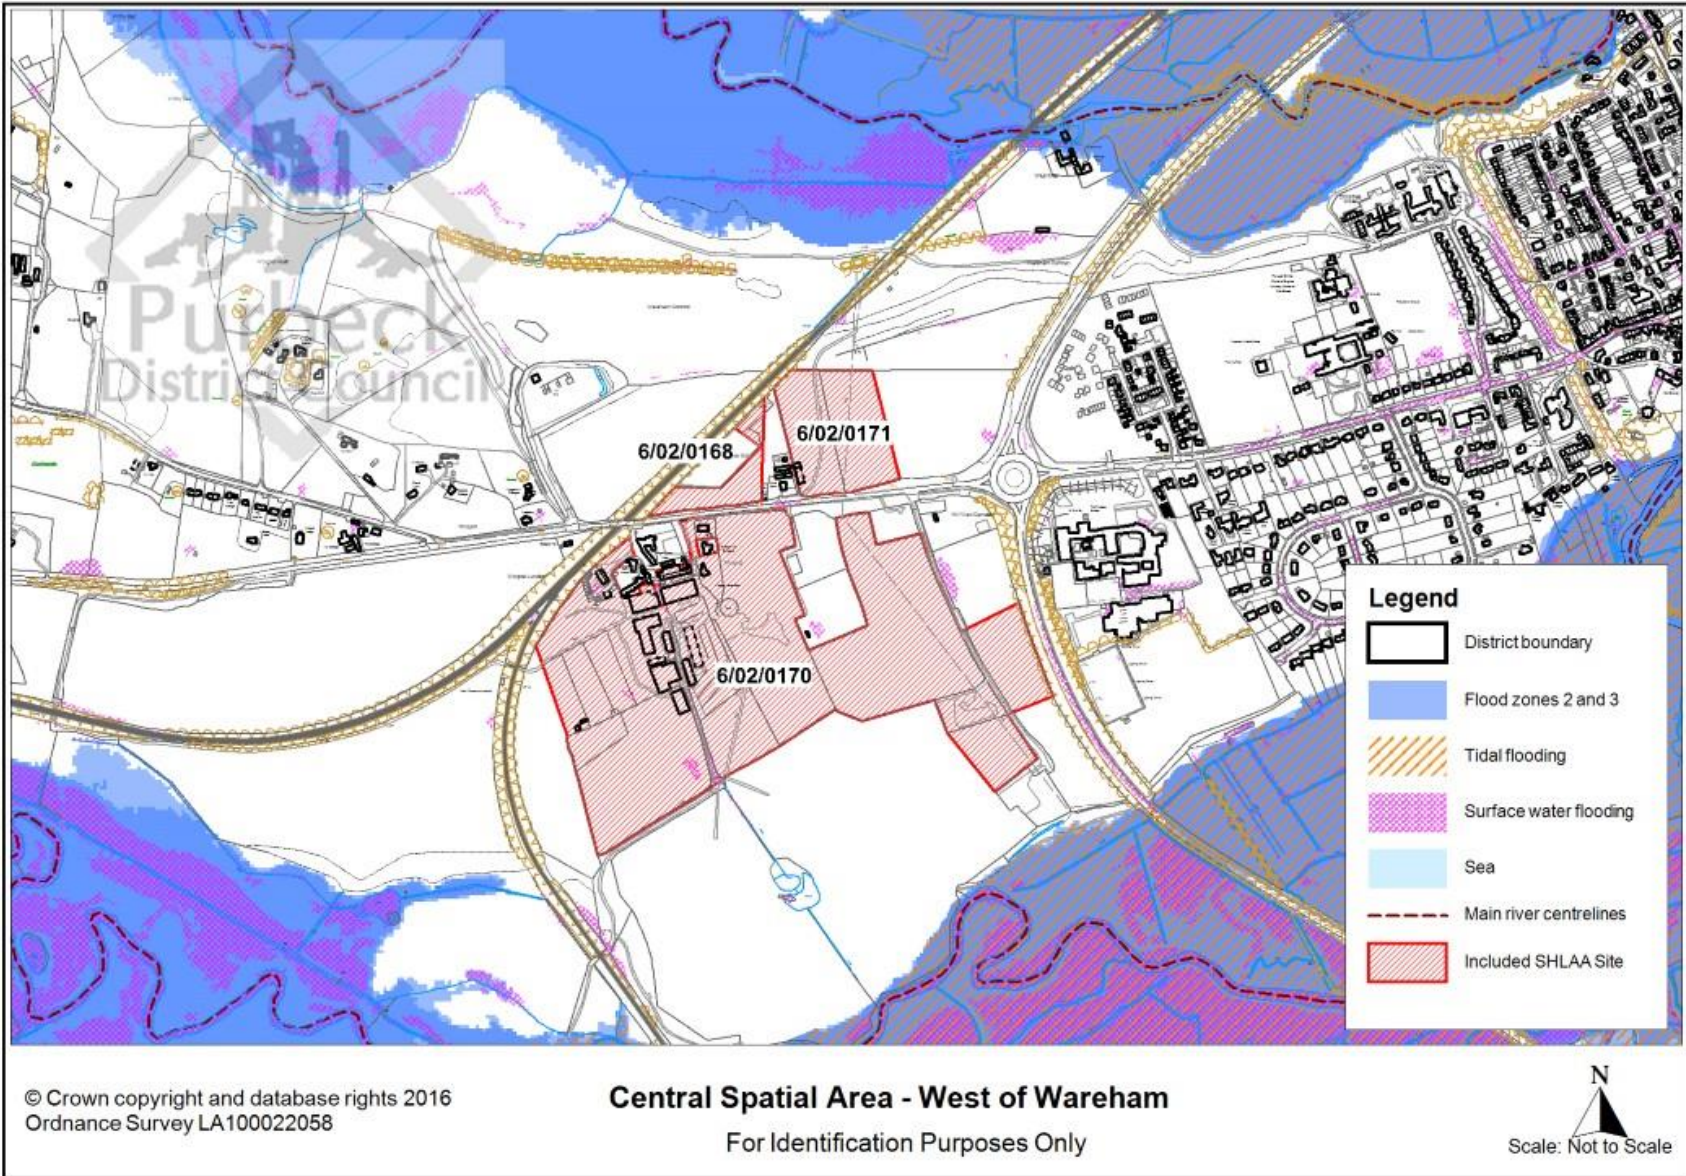 Purbeck
District Council
6/02/0168
6/02/0171
6/02/0170
Legend
District boundary
Flood zones 2 and 3
Tidal flooding
Surface water flooding
Sea
Main river centrelines
Included SHLAA Site
© Crown copyright and database rights 2016
Ordnance Survey LA100022058
Central Spatial Area - West of Wareham
For Identification Purposes Only
N
Scale: Not to Scale